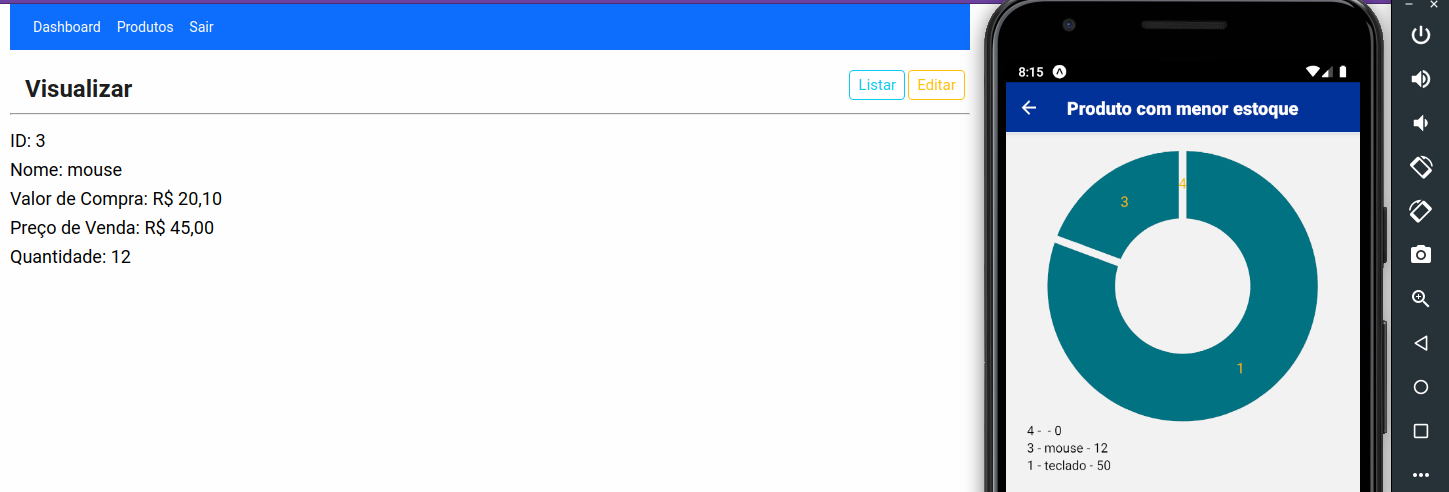 Dashboard Produtos Sair
Visualizar
Listar Editar
ID: 3
Nome: mouse
Valor de Compra: R$ 20,10
Preço de Venda: R$ 45,00
Quantidade: 12
8:15
Produto com menor estoque
4
3
1
4 - - 0
3 - mouse - 12
1 - teclado - 50